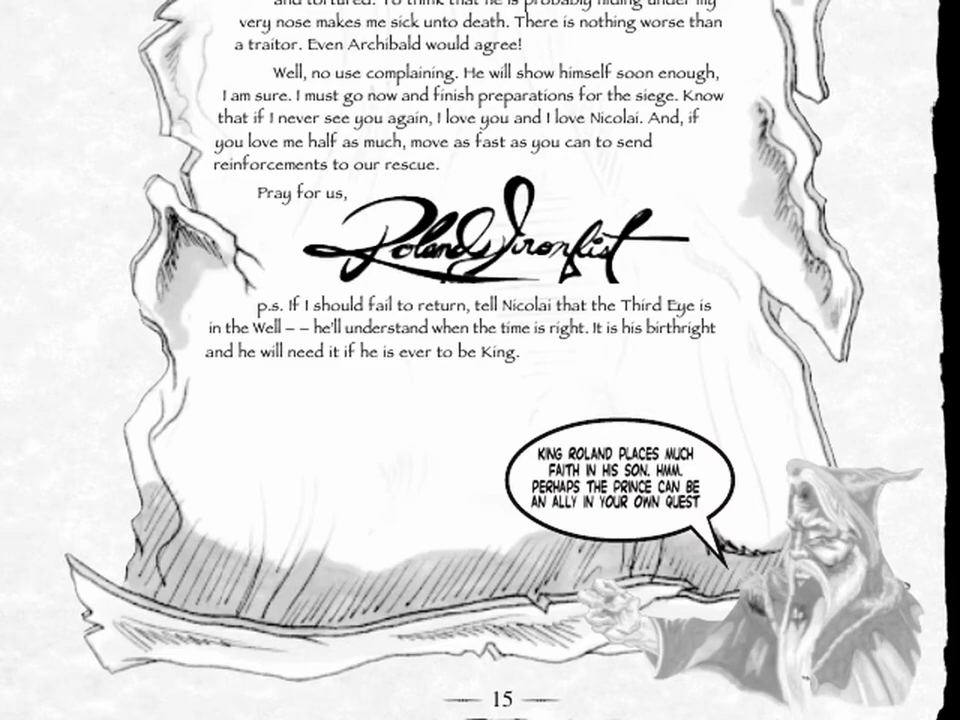 and tortured. To think that he is probably hiding under my
very nose makes me sick unto death. There is nothing worse than
a traitor. Even Archibald would agree!
Well, no use complaining. He will show himself soon enough,
I am sure. I must go now and finish preparations for the siege. Know
that if I never see you again, I love you and I love Nicolai. And, if
you love me half as much, move as fast as you can to send
reinforcements to our rescue.
Pray for us,
Roland Ironfist
p.s. If I should fail to return, tell Nicolai that the Third Eye is
in the Well – – he'll understand when the time is right. It is his birthright
and he will need it if he is ever to be King.
KING ROLAND PLACES MUCH
FAITH IN HIS SON. HMM.
PERHAPS THE PRINCE CAN BE
AN ALLY IN YOUR OWN QUEST
15